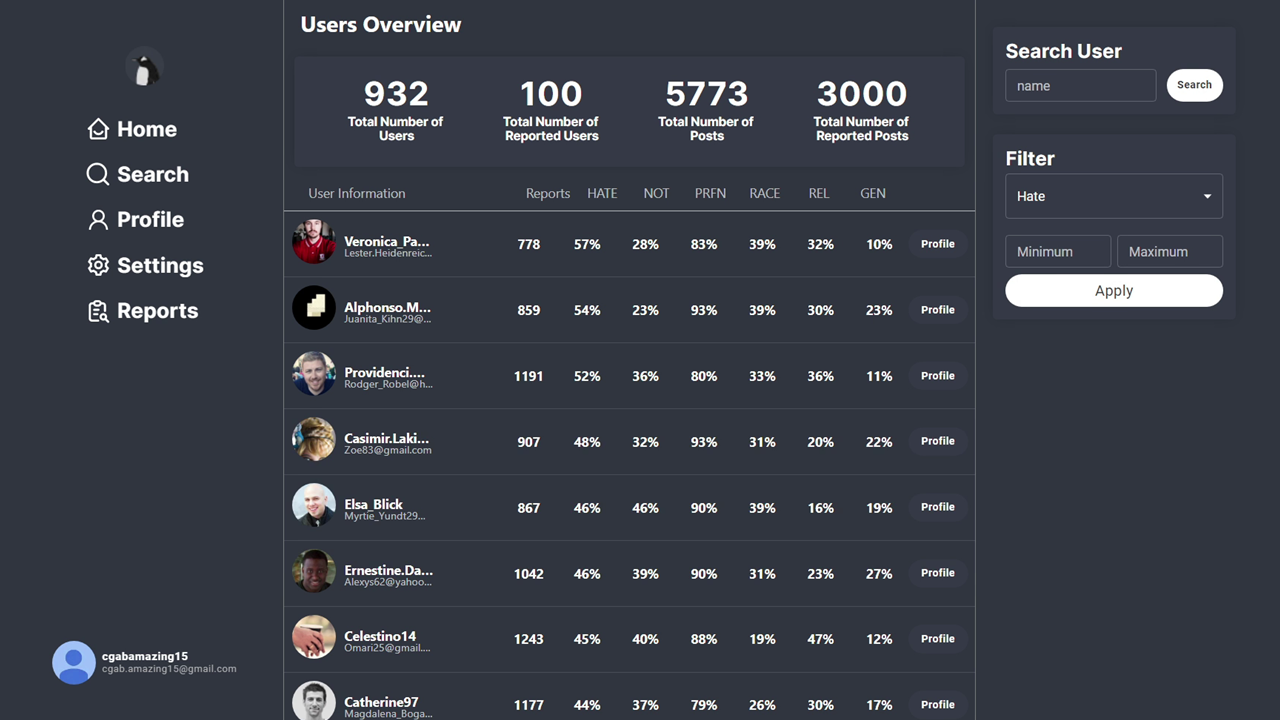 Home
Search
Profile
Settings
Reports
cgabamazing15
cgab.amazing15@gmail.com
Users Overview
932
Total Number of
Users
100
Total Number of
Reported Users
5773
Total Number of
Posts
3000
Total Number of
Reported Posts
User Information Reports HATE NOT PRFN RACE REL GEN
Veronica_Pa... 778 57% 28% 83% 39% 32% 10% Profile
Lester.Heidenreic...
Alphonso.M... 859 54% 23% 93% 39% 30% 23% Profile
Juanita_Kihn29@...
Providenci.... 1191 52% 36% 80% 33% 36% 11% Profile
Rodger_Robel@h...
Casimir.Laki... 907 48% 32% 93% 31% 20% 22% Profile
Zoe83@gmail.com
Elsa_Blick 867 46% 46% 90% 39% 16% 19% Profile
Myrtie_Yundt29...
Ernestine.Da... 1042 46% 39% 90% 31% 23% 27% Profile
Alexys62@yahoo...
Celestino14 1243 45% 40% 88% 19% 47% 12% Profile
Omari25@gmail....
Catherine97 1177 44% 37% 79% 26% 30% 17% Profile
Magdalena_Boga...
Search User
name Search
Filter
Hate
Minimum Maximum
Apply